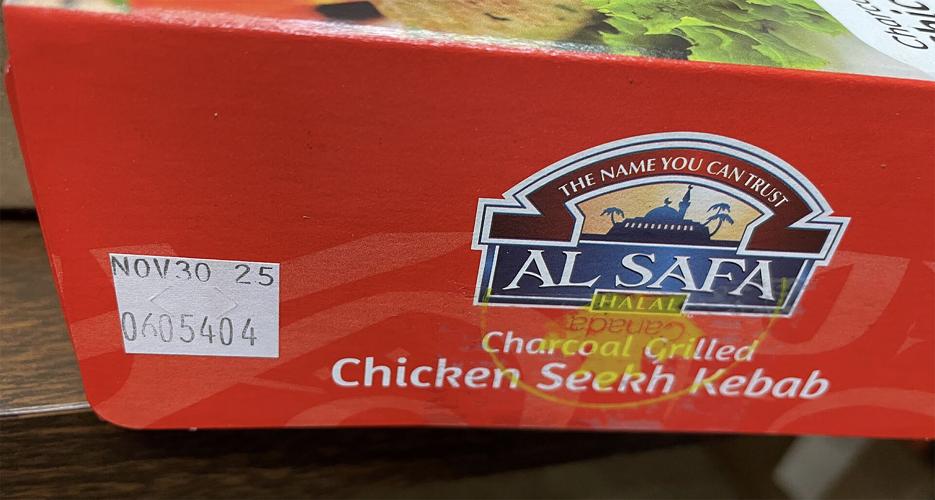 THE NAME YOU CAN TRUST
AL SAFA
HALAL
Canada
Charcoal Grilled
Chicken Seekh Kebab
NOV30 25
0605404